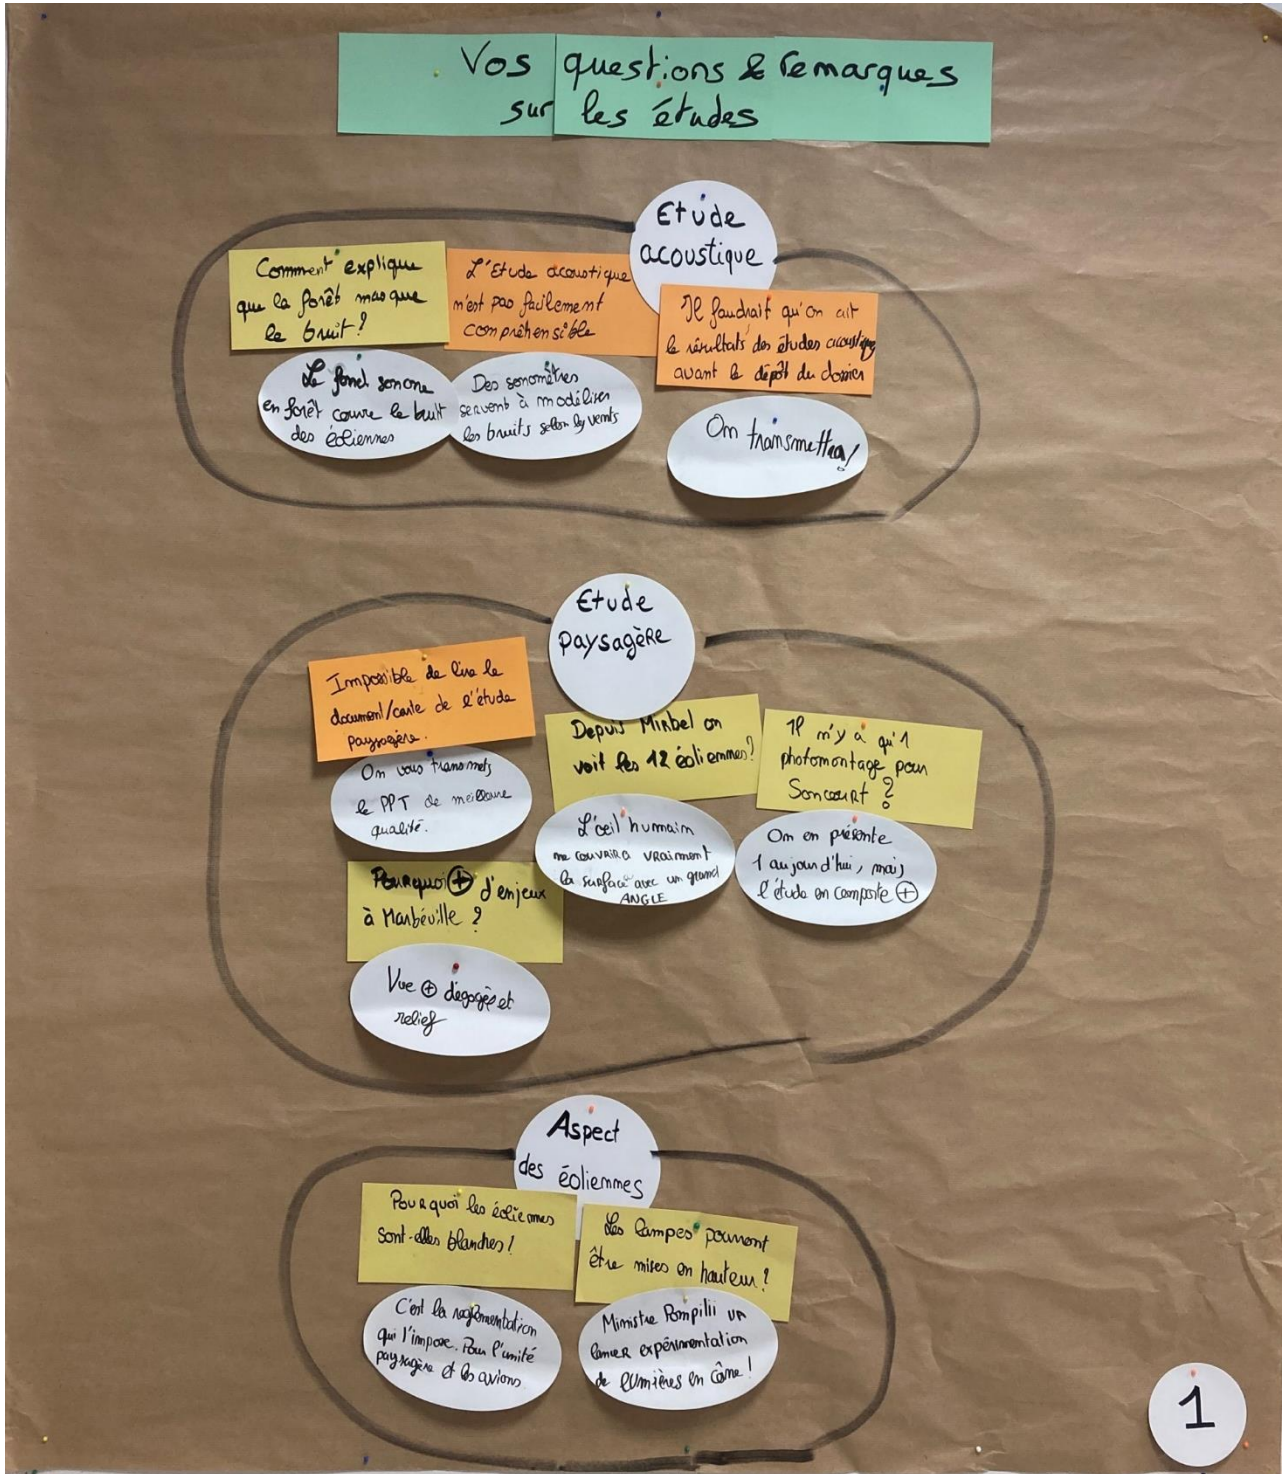 Vos questions & remarques
sur les études
Etude
acoustique
Comment explique
que la forêt masque
le bruit?
L'Etude acoustique
n'est pas facilement
compréhensible
Il faudrait qu'on ait
le résultats des études acoustiques
avant le dépôt du dossier
Le fond sonore
en forêt couvre le bruit
des éoliennes
Des sonomètres
servent à modéliser
les bruits selon les vents
On transmettra!
Etude
paysagère
Impossible de lire le
document/carte de l'étude
paysagère.
On vous transmets
le PPT de meilleure
qualité.
Depuis Mirbel on
voit les 12 éoliennes?
L'œil humain
ne couvrira vraiment
la surface avec un grand
ANGLE
Il n'y a qu'1
photomontage pour
Soncourt?
On en présente
1 aujourd'hui, mais
l'étude en comporte ⊕
Pourquoi ⊕ d'enjeux
à Marbéville?
Vue ⊕ dégagée et
relief
Aspect
des éoliennes
Pourquoi les éoliennes
sont-elles blanches!
C'est la reglementation
qui l'impose. Pour l'unité
paysagère et les avions.
Les lampes pourront
être mises en hauteur?
Ministre Pompilii va
lancer expérimentation
de lumières en cône!
1